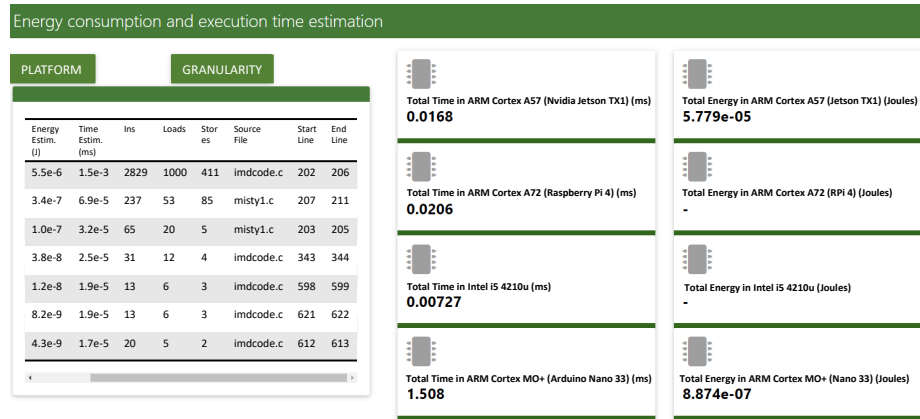 Energy consumption and execution time estimation
PLATFORM
GRANULARITY
Energy Estim. (J) Time Estim. (ms) Ins Loads Stor es Source File Start Line End Line
5.5e-6 1.5e-3 2829 1000 411 imdcode.c 202 206
3.4e-7 6.9e-5 237 53 85 misty1.c 207 211
1.0e-7 3.2e-5 65 20 5 misty1.c 203 205
3.8e-8 2.5e-5 31 12 4 imdcode.c 343 344
1.2e-8 1.9e-5 13 6 3 imdcode.c 598 599
8.2e-9 1.9e-5 13 6 3 imdcode.c 621 622
4.3e-9 1.7e-5 20 5 2 imdcode.c 612 613
Total Time in ARM Cortex A57 (Nvidia Jetson TX1) (ms)
0.0168
Total Energy in ARM Cortex A57 (Jetson TX1) (Joules)
5.779e-05
Total Time in ARM Cortex A72 (Raspberry Pi 4) (ms)
0.0206
Total Energy in ARM Cortex A72 (RPi 4) (Joules)
-
Total Time in Intel i5 4210u (ms)
0.00727
Total Energy in Intel i5 4210u (Joules)
-
Total Time in ARM Cortex MO+ (Arduino Nano 33) (ms)
1.508
Total Energy in ARM Cortex MO+ (Nano 33) (Joules)
8.874e-07